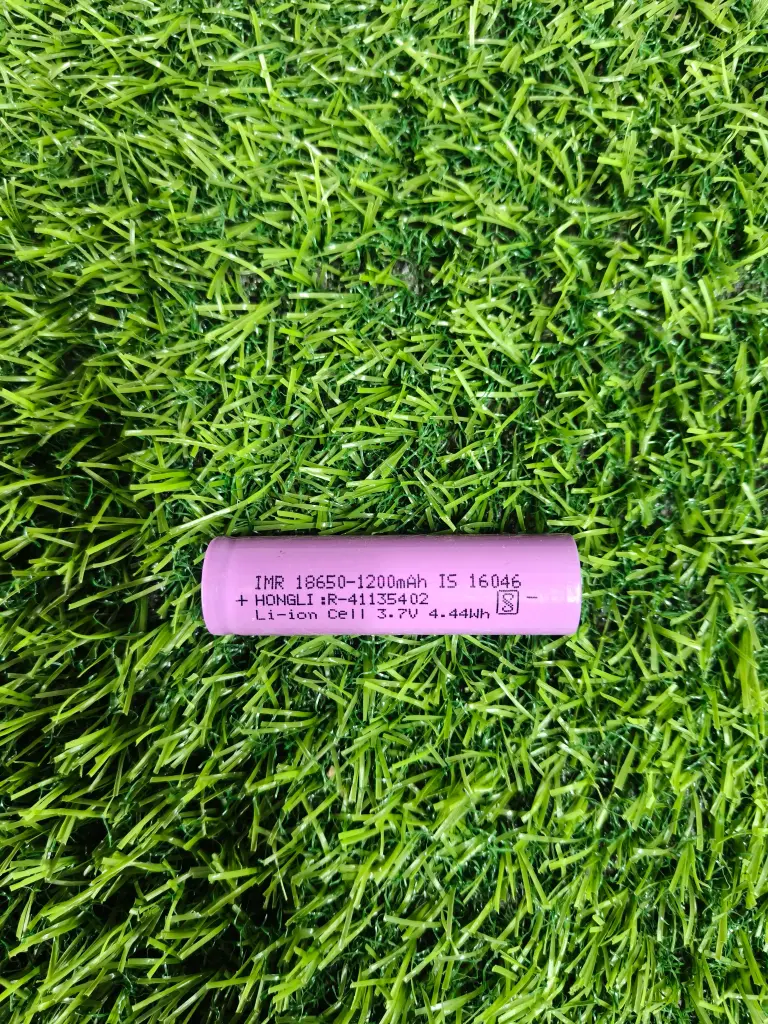 IMR 18650-1200mAh IS 16046
+ HONGLI:R-41135402 -
Li-ion Cell 3.7V 4.44Wh